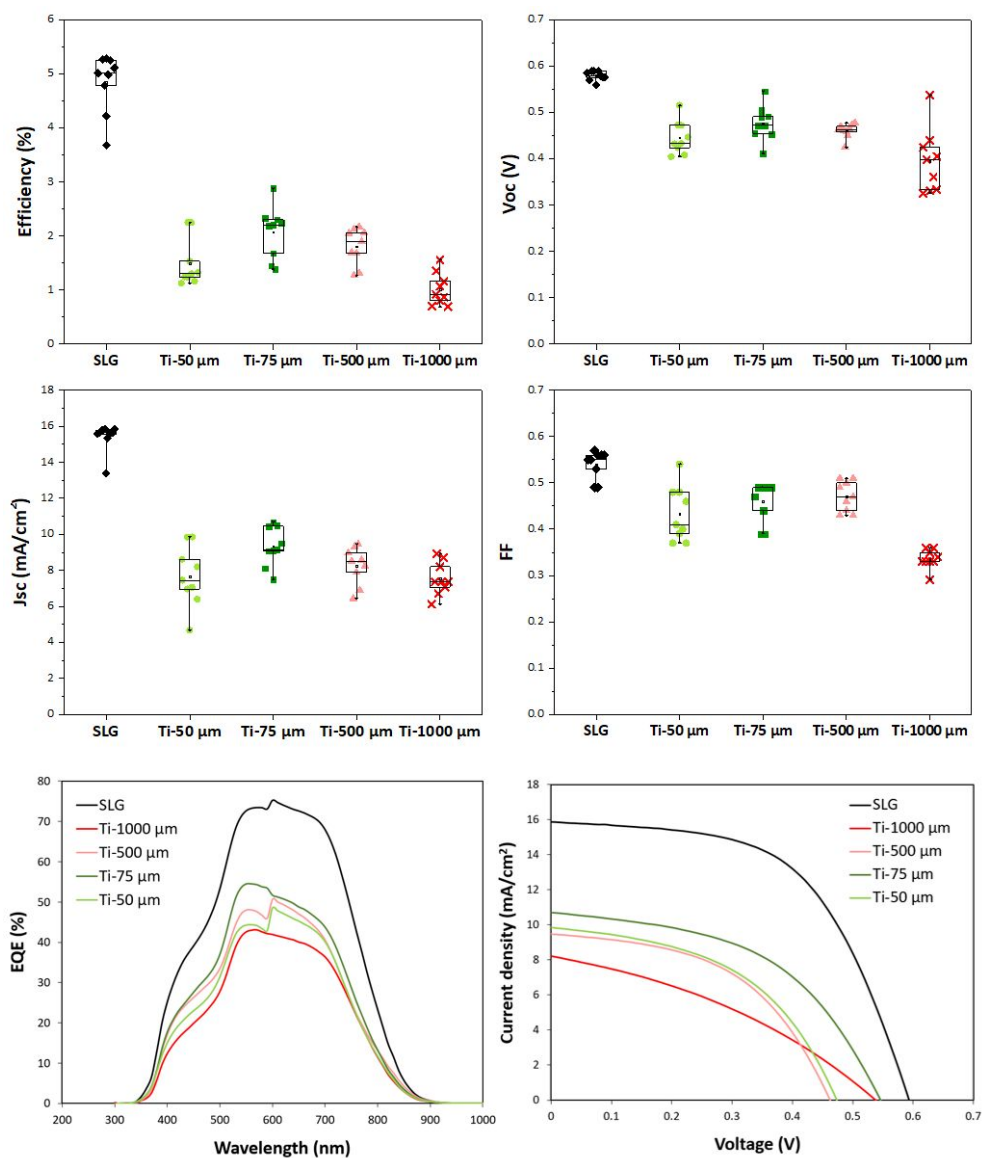 Efficiency (%)
6
5
4
3
2
1
0
SLG Ti-50 µm Ti-75 µm Ti-500 µm Ti-1000 µm
Voc (V)
0.7
0.6
0.5
0.4
0.3
0.2
0.1
0.0
SLG Ti-50 µm Ti-75 µm Ti-500 µm Ti-1000 µm
Jsc (mA/cm²)
18
16
14
12
10
8
6
4
2
0
SLG Ti-50 µm Ti-75 µm Ti-500 µm Ti-1000 µm
FF
0.7
0.6
0.5
0.4
0.3
0.2
0.1
0.0
SLG Ti-50 µm Ti-75 µm Ti-500 µm Ti-1000 µm
EQE (%)
80
70
60
50
40
30
20
10
0
SLG
Ti-1000 µm
Ti-500 µm
Ti-75 µm
Ti-50 µm
200 300 400 500 600 700 800 900 1000
Wavelength (nm)
Current density (mA/cm²)
18
16
14
12
10
8
6
4
2
0
SLG
Ti-1000 µm
Ti-500 µm
Ti-75 µm
Ti-50 µm
0 0.1 0.2 0.3 0.4 0.5 0.6 0.7
Voltage (V)